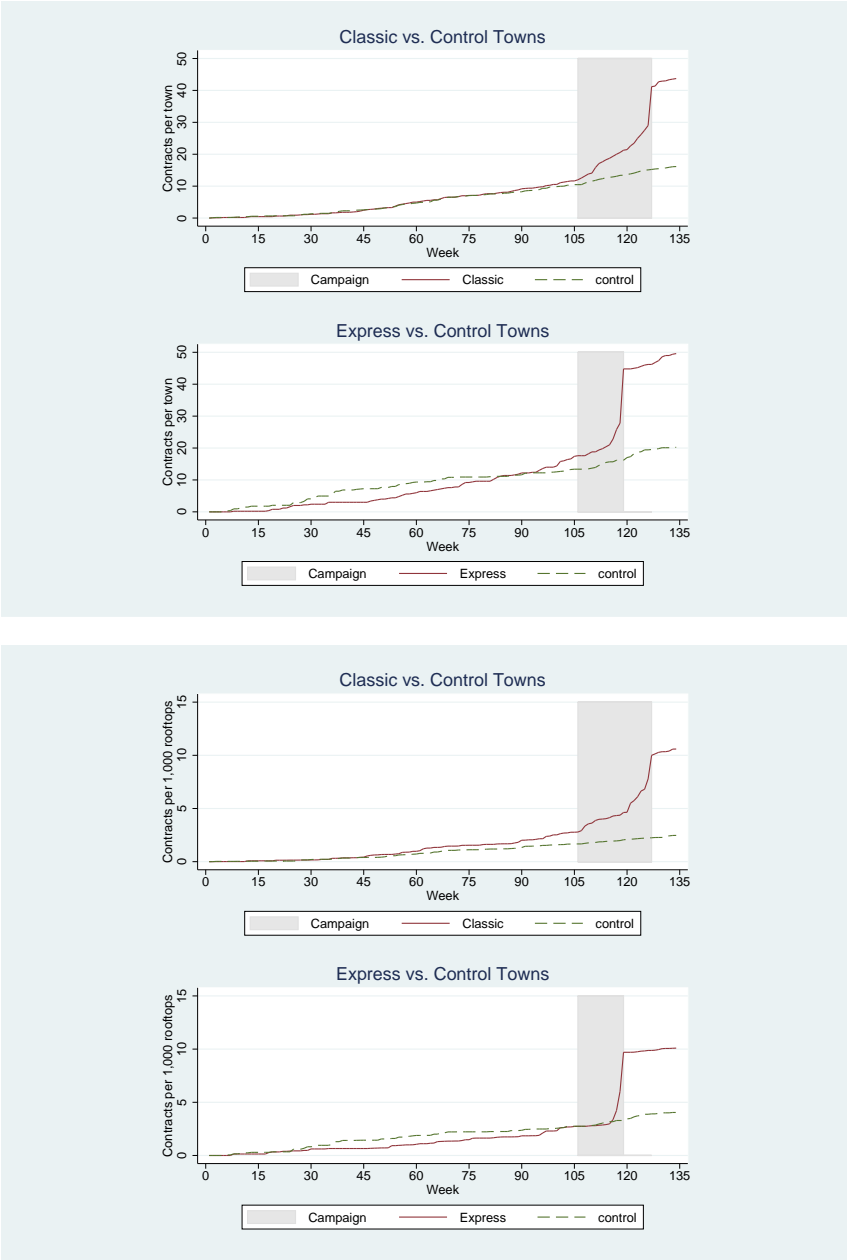 Classic vs. Control Towns
Contracts per town
50
40
30
20
10
0
0 15 30 45 60 75 90 105 120 135
Week
Campaign Classic control
Express vs. Control Towns
Contracts per town
50
40
30
20
10
0
0 15 30 45 60 75 90 105 120 135
Week
Campaign Express control
Classic vs. Control Towns
Contracts per 1,000 rooftops
15
10
5
0
0 15 30 45 60 75 90 105 120 135
Week
Campaign Classic control
Express vs. Control Towns
Contracts per 1,000 rooftops
15
10
5
0
0 15 30 45 60 75 90 105 120 135
Week
Campaign Express control